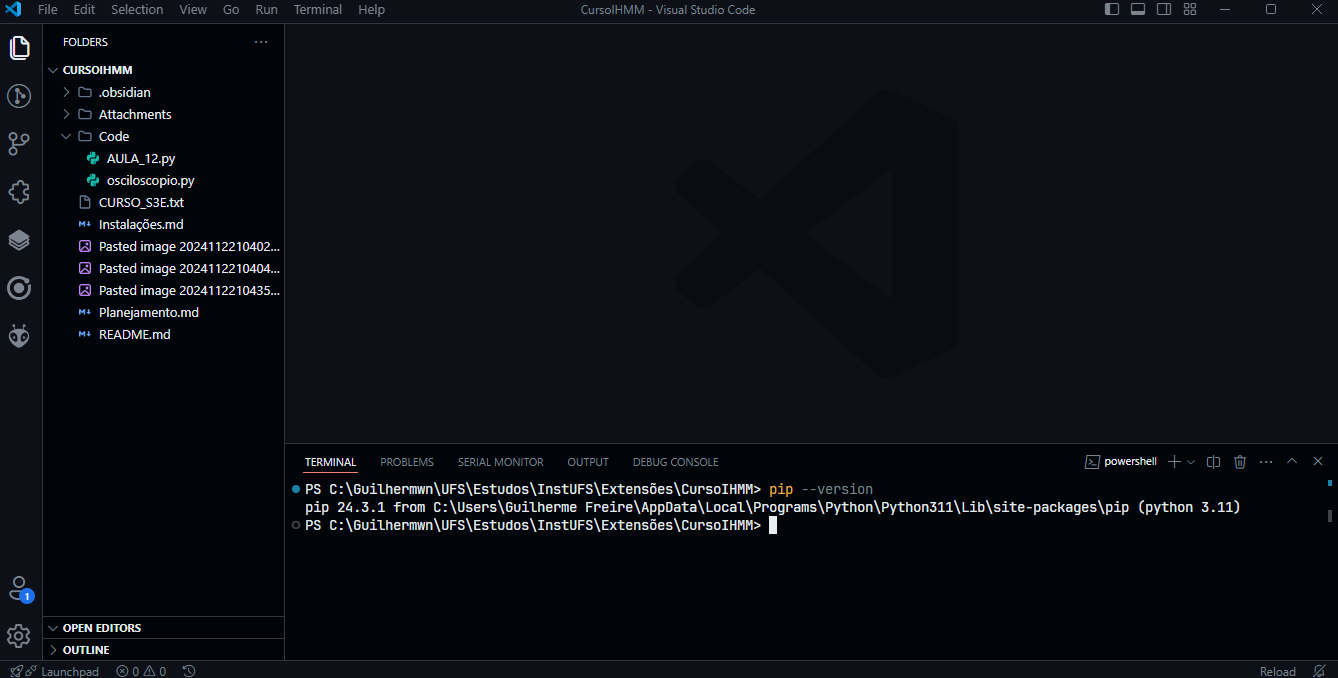 File Edit Selection View Go Run Terminal Help CursoIHMM - Visual Studio Code
FOLDERS
CURSOIHMM
.obsidian
Attachments
Code
AULA_12.py
osciloscopio.py
CURSO_S3E.txt
Instalações.md
Pasted image 2024112210402...
Pasted image 2024112210404...
Pasted image 2024112210435...
Planejamento.md
README.md
TERMINAL PROBLEMS SERIAL MONITOR OUTPUT DEBUG CONSOLE powershell
PS C:\Guilhermwn\UFS\Estudos\InstUFS\Extensões\CursoIHMM> pip --version
pip 24.3.1 from C:\Users\Guilherme Freire\AppData\Local\Programs\Python\Python311\Lib\site-packages\pip (python 3.11)
PS C:\Guilhermwn\UFS\Estudos\InstUFS\Extensões\CursoIHMM>
1
OPEN EDITORS
OUTLINE
Launchpad 0 0 Reload